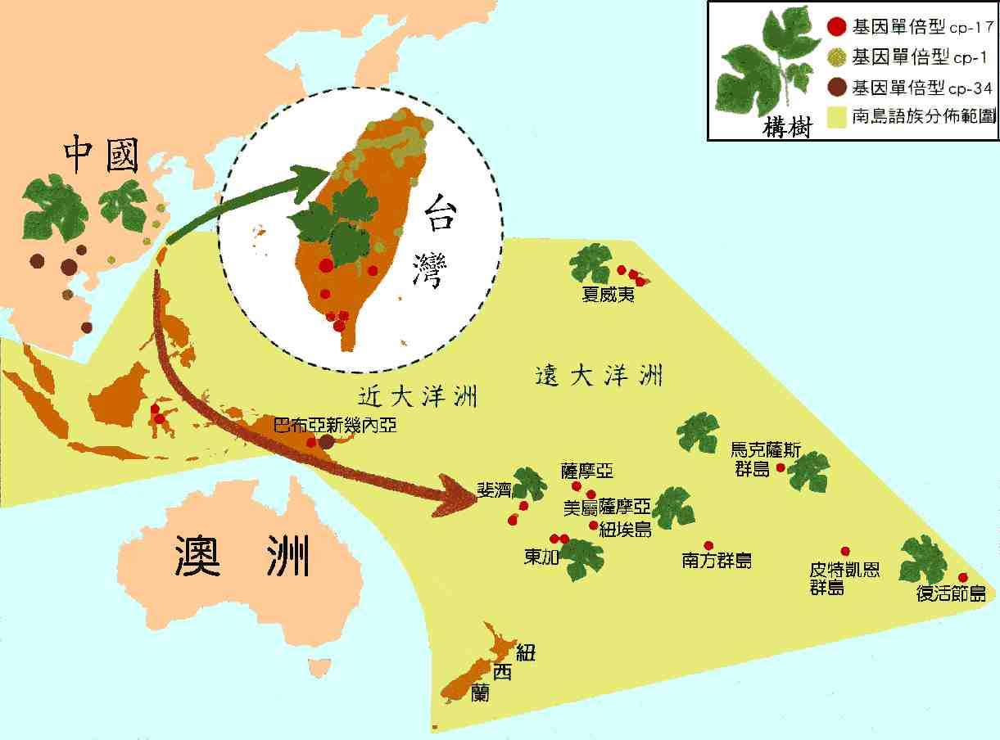 基因單倍型 cp-17
基因單倍型 cp-1
基因單倍型 cp-34
南島語族分佈範圍
構樹
中國
台
灣
夏威夷
遠大洋洲
近大洋洲
巴布亞新幾內亞
馬克薩斯
群島
薩摩亞
斐濟
美屬薩摩亞
紐埃島
東加
南方群島
皮特凱恩
群島
復活節島
澳洲
紐
西
蘭